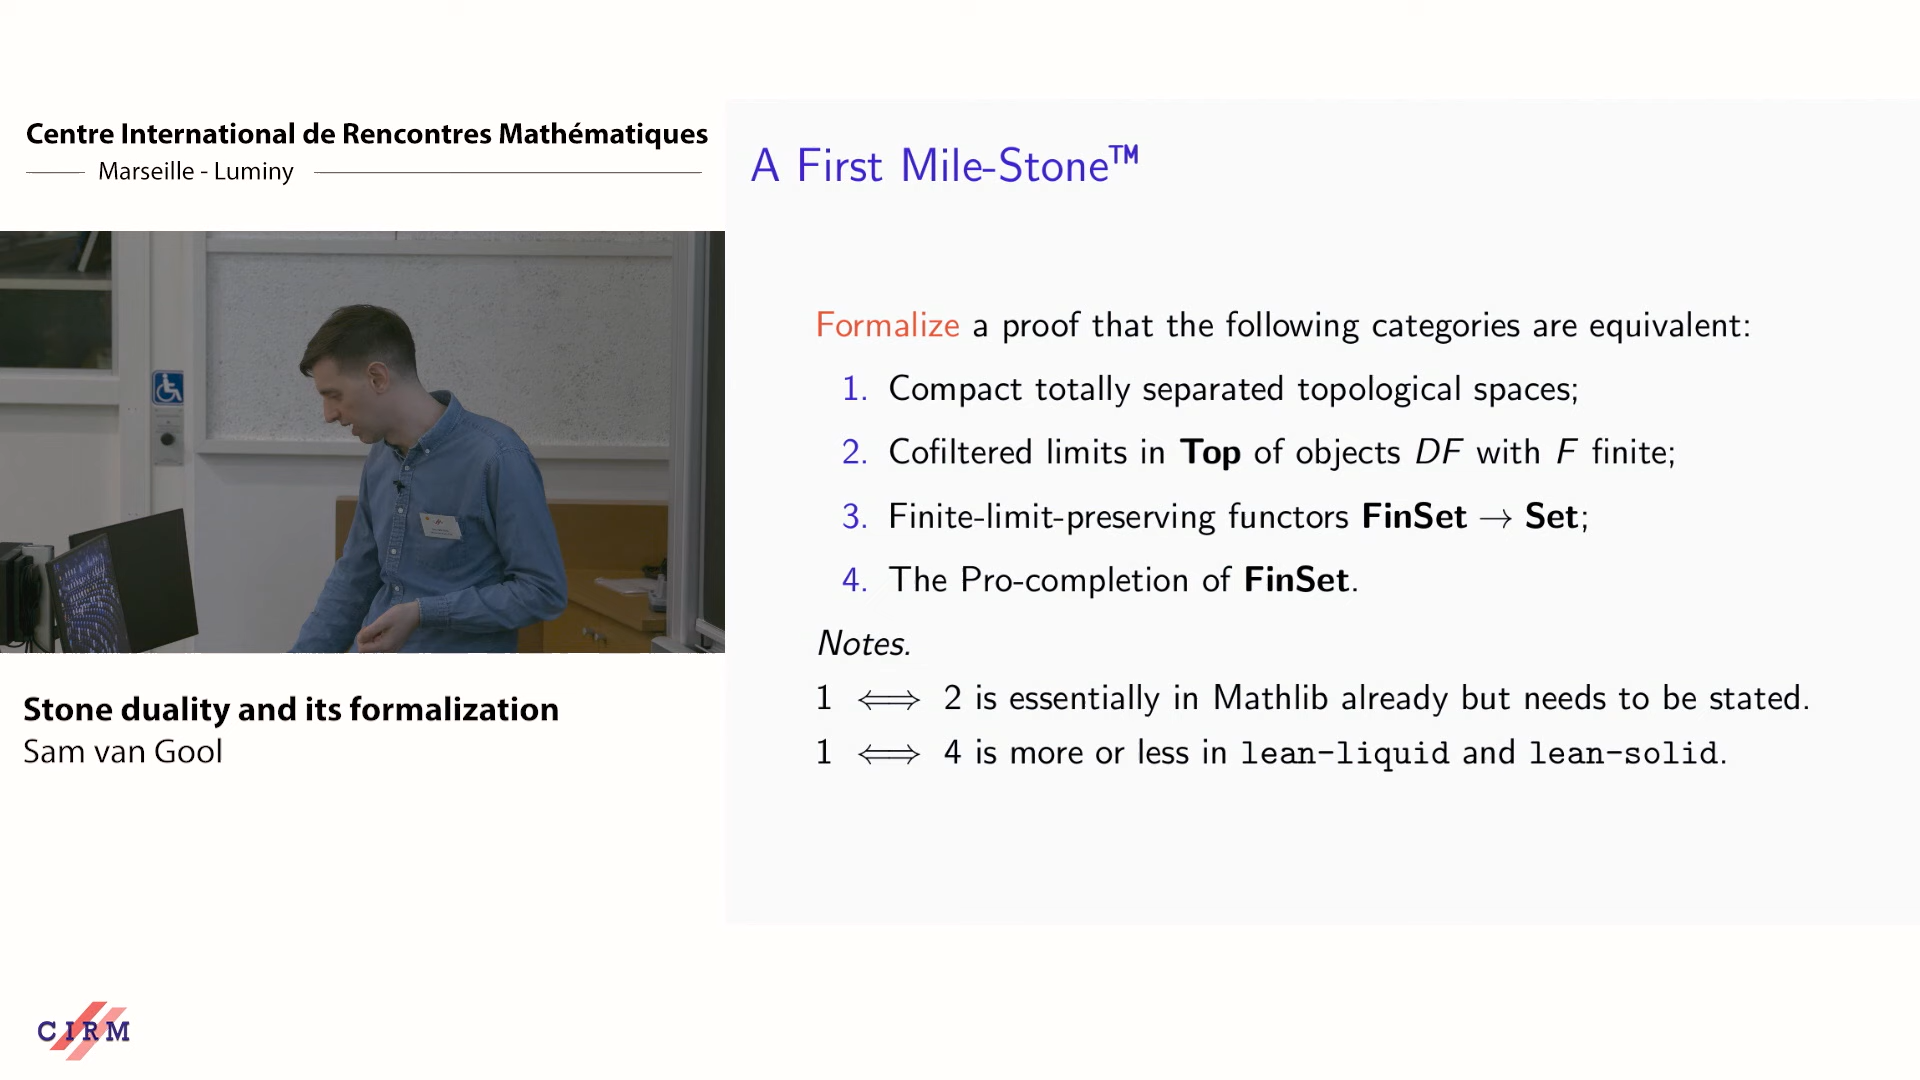 Centre International de Rencontres Mathématiques
Marseille - Luminy
A First Mile-Stone™
Formalize a proof that the following categories are equivalent:
1. Compact totally separated topological spaces;
2. Cofiltered limits in Top of objects DF with F finite;
3. Finite-limit-preserving functors FinSet → Set;
4. The Pro-completion of FinSet.
Notes.
1 ⟺ 2 is essentially in Mathlib already but needs to be stated.
1 ⟺ 4 is more or less in lean-liquid and lean-solid.
Stone duality and its formalization
Sam van Gool
CIRM